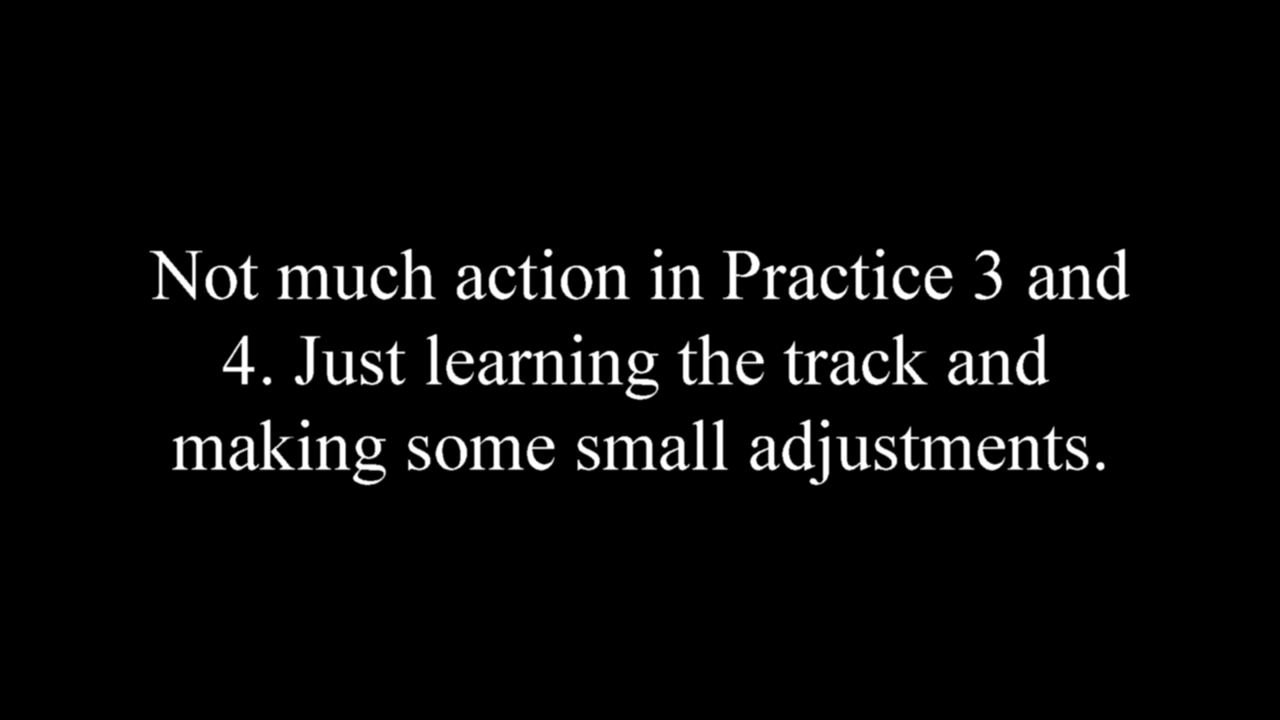 Not much action in Practice 3 and
4. Just learning the track and
making some small adjustments.